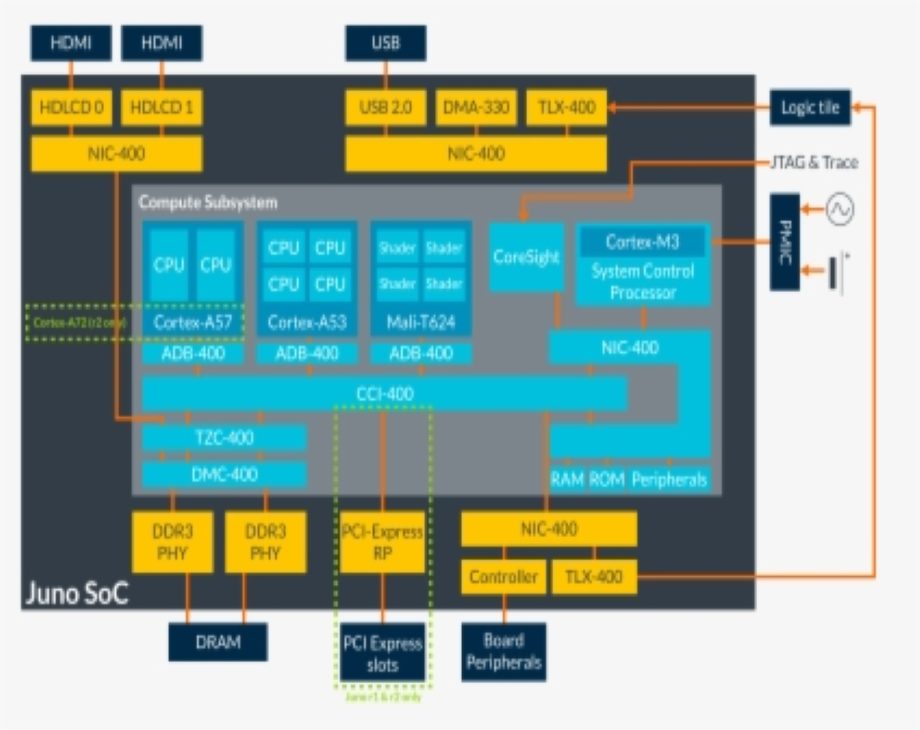 HDMI
HDMI
USB
HDLCD 0
HDLCD 1
USB 2.0
DMA-330
TLX-400
Logic tile
NIC-400
NIC-400
JTAG & Trace
Compute Subsystem
PMIC
CPU
CPU
CPU
CPU
CPU
CPU
Shader
Shader
Shader
Shader
CoreSight
Cortex-M3
System Control
Processor
Cortex-A72 (r2 only)
Cortex-A57
Cortex-A53
Mali-T624
ADB-400
ADB-400
ADB-400
NIC-400
CCI-400
TZC-400
DMC-400
RAM
ROM
Peripherals
DDR3
PHY
DDR3
PHY
PCI-Express
RP
NIC-400
Controller
TLX-400
Juno SoC
DRAM
PCI Express
slots
Board
Peripherals
Juno r1 & r2 only